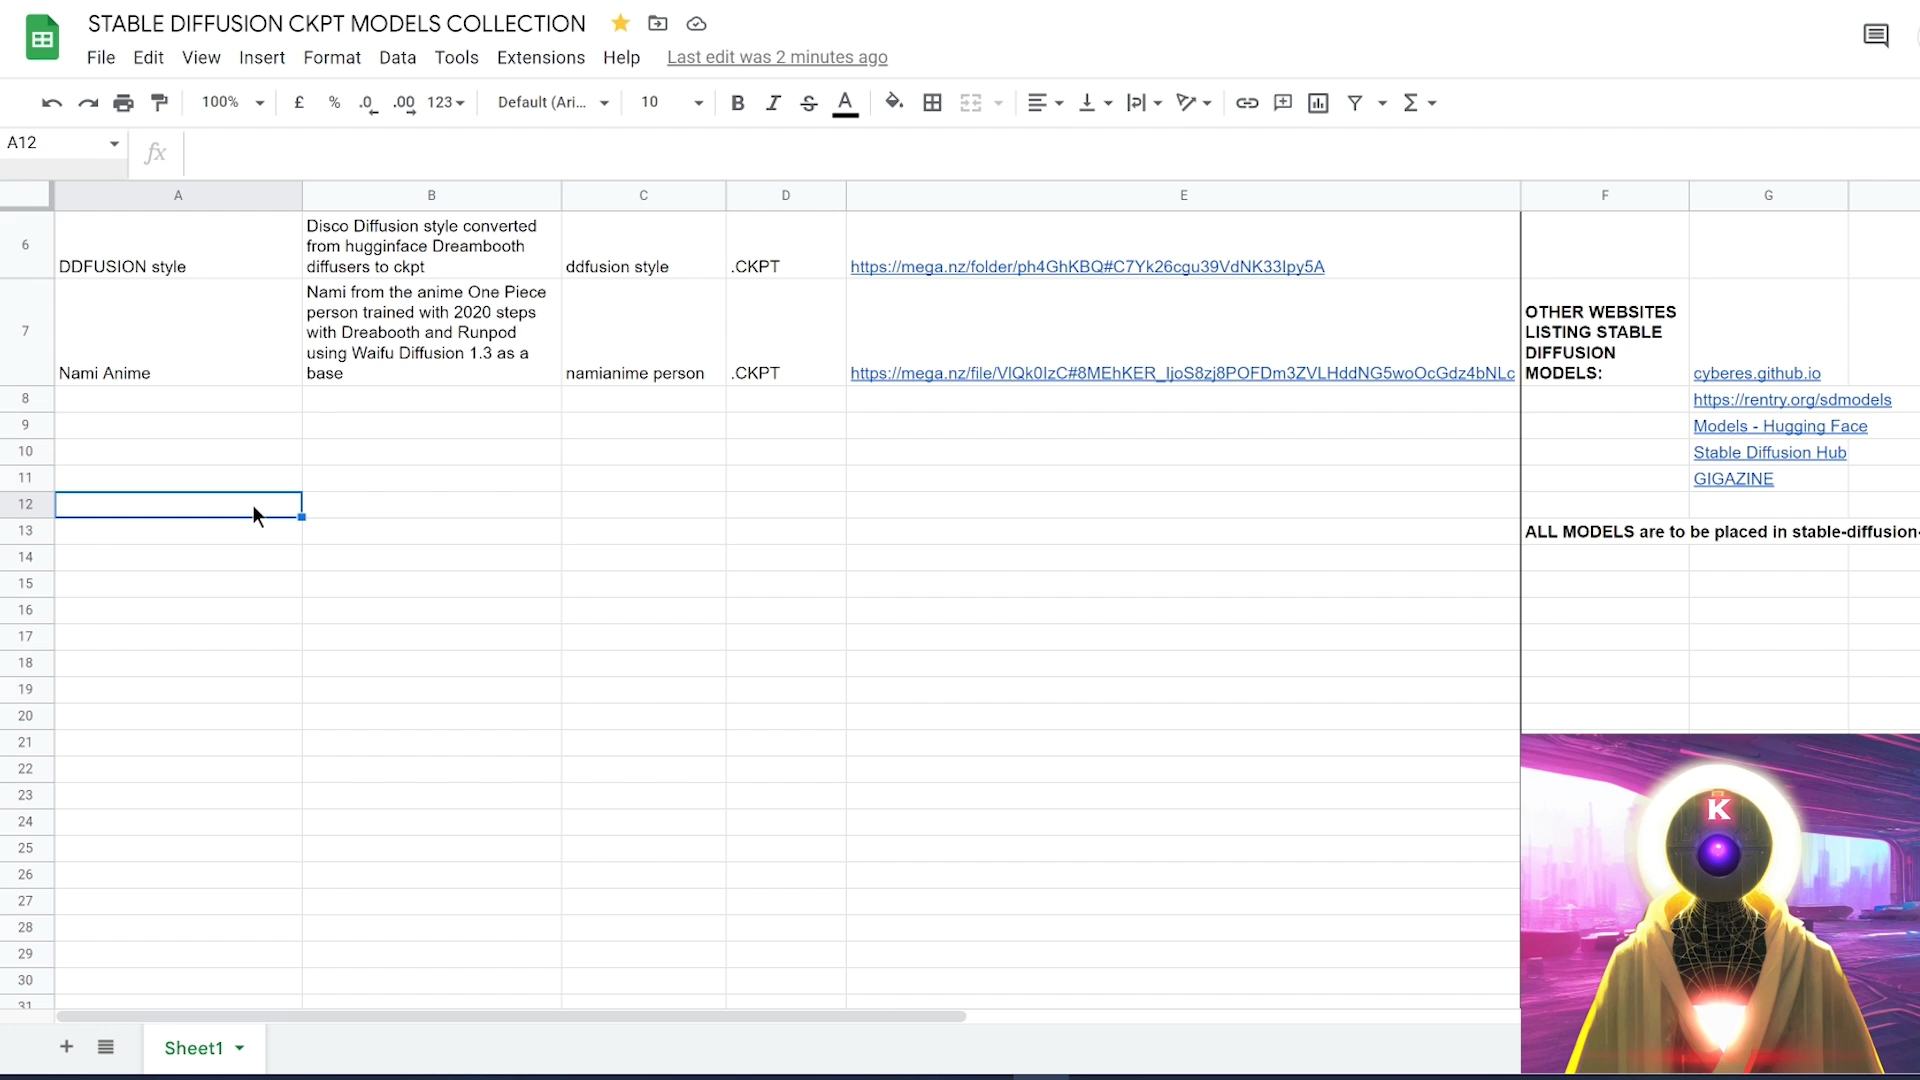 STABLE DIFFUSION CKPT MODELS COLLECTION
File Edit View Insert Format Data Tools Extensions Help Last edit was 2 minutes ago
100% £ % .0 .00 123 Default (Ari... 10 B I S A
A12 fx
A B C D E F G
6 DDFUSION style
Disco Diffusion style converted
from hugginface Dreambooth
diffusers to ckpt
ddfusion style .CKPT https://mega.nz/folder/ph4GhKBQ#C7Yk26cgu39VdNK33Ipy5A
7 Nami Anime
Nami from the anime One Piece
person trained with 2020 steps
with Dreabooth and Runpod
using Waifu Diffusion 1.3 as a
base
namianime person .CKPT https://mega.nz/file/VlQk0IzC#8MEhKER_IjoS8zj8POFDm3ZVLHddNG5woOcGdz4bNLc
OTHER WEBSITES
LISTING STABLE
DIFFUSION
MODELS:
cyberes.github.io
8 https://rentry.org/sdmodels
9 Models - Hugging Face
10 Stable Diffusion Hub
11 GIGAZINE
12
13 ALL MODELS are to be placed in stable-diffusion-
14
15
16
17
18
19
20
21
22
23
24
25
26
27
28
29
30
31
K
Sheet1